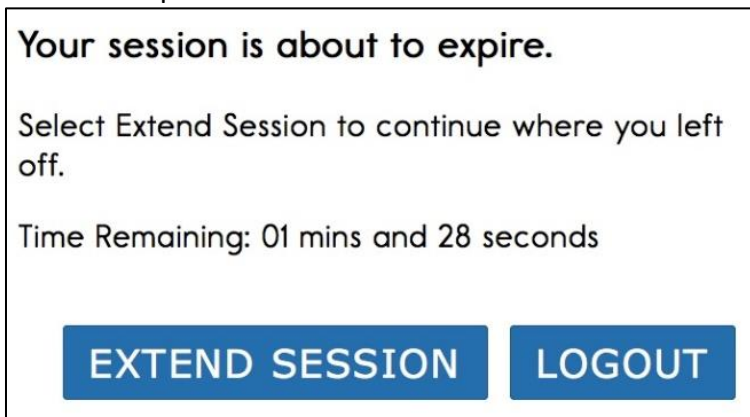 Your session is about to expire.
Select Extend Session to continue where you left
off.
Time Remaining: 01 mins and 28 seconds
EXTEND SESSION LOGOUT